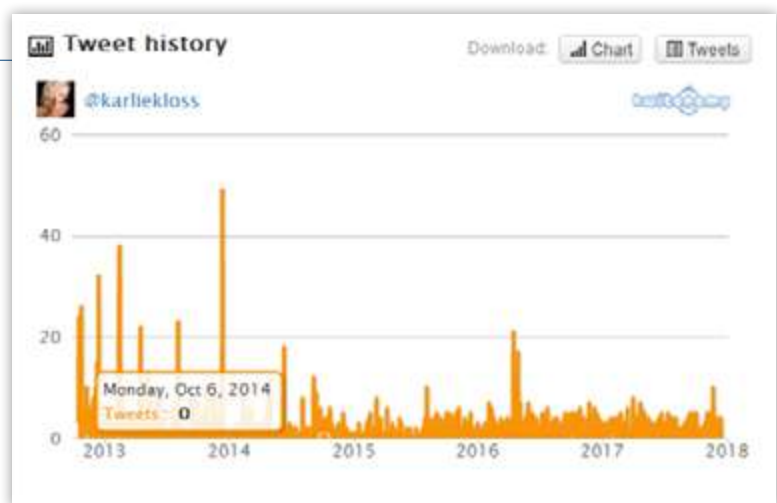 Tweet history
Download: Chart Tweets
@karliekloss
60
40
20
0
Monday, Oct 6, 2014
Tweets: 0
2013 2014 2015 2016 2017 2018